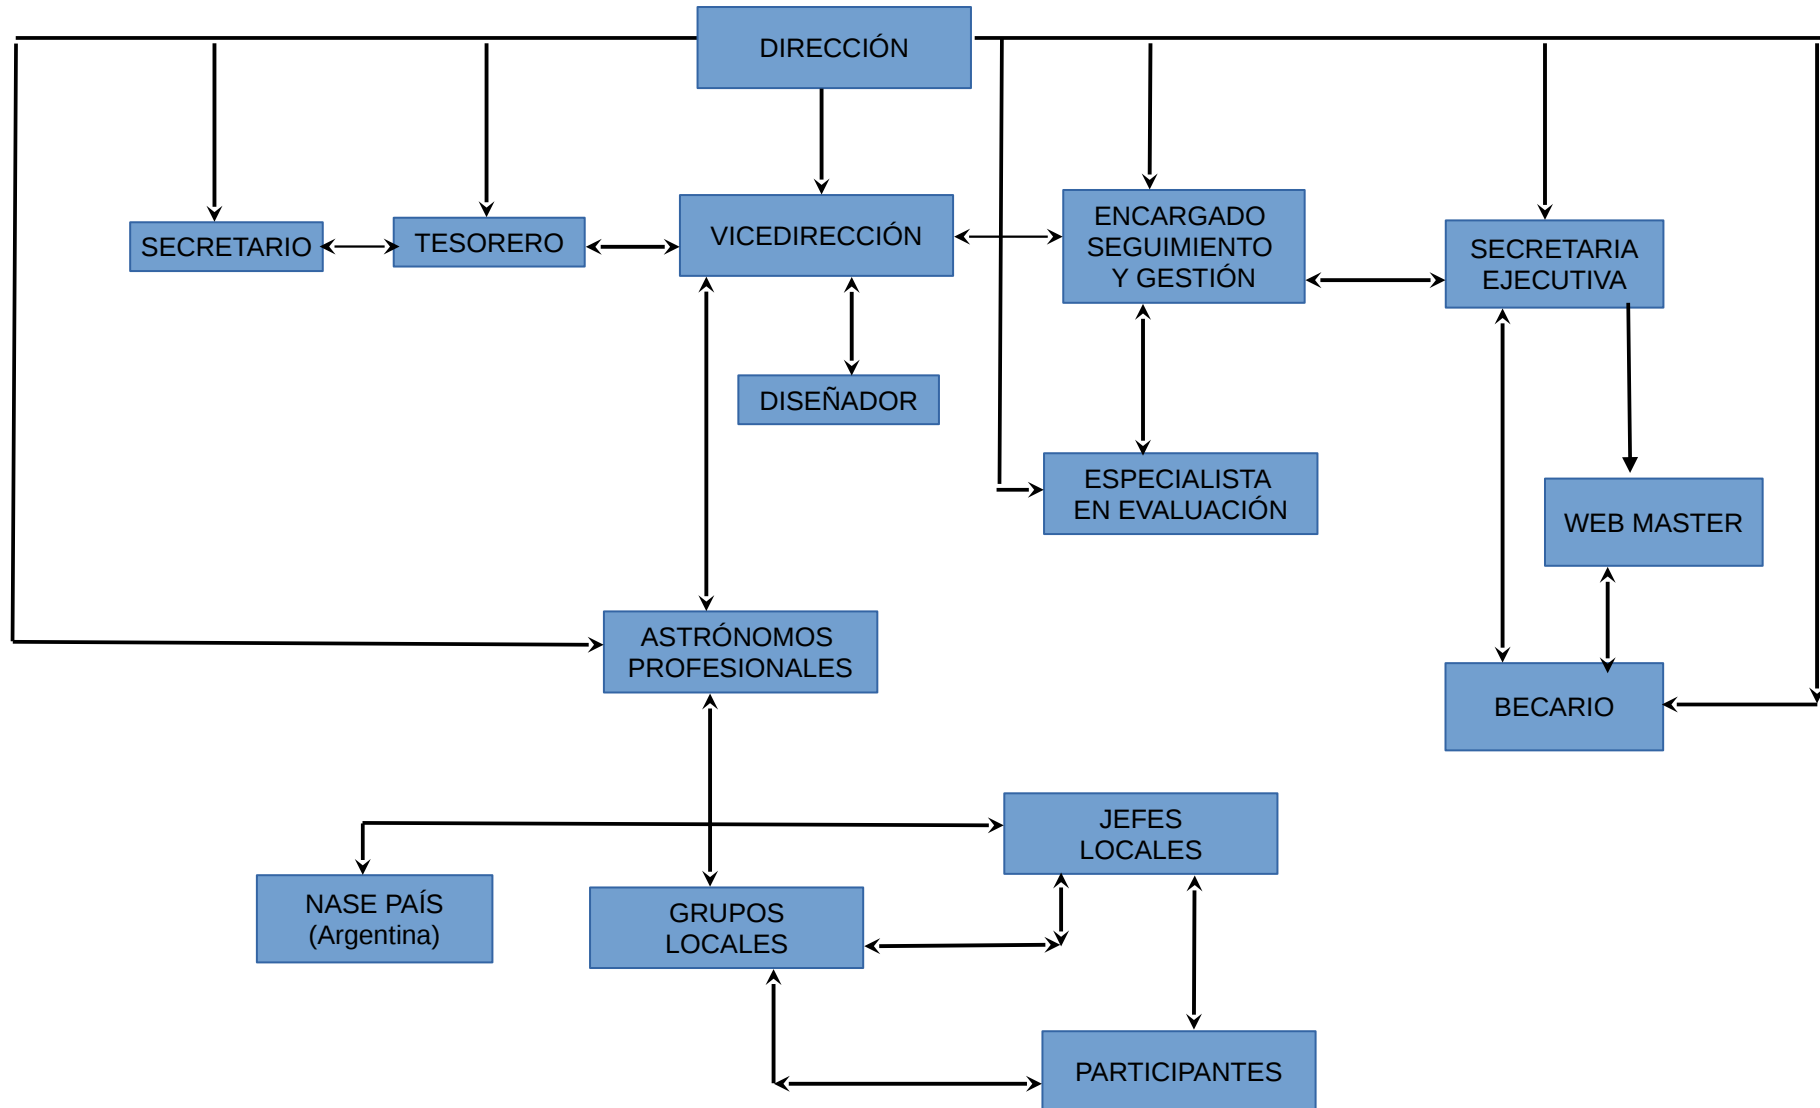 DIRECCIÓN
SECRETARIO
TESORERO
VICEDIRECCIÓN
ENCARGADO
SEGUIMIENTO
Y GESTIÓN
SECRETARIA
EJECUTIVA
DISEÑADOR
ESPECIALISTA
EN EVALUACIÓN
WEB MASTER
ASTRÓNOMOS
PROFESIONALES
BECARIO
JEFES
LOCALES
NASE PAÍS
(Argentina)
GRUPOS
LOCALES
PARTICIPANTES